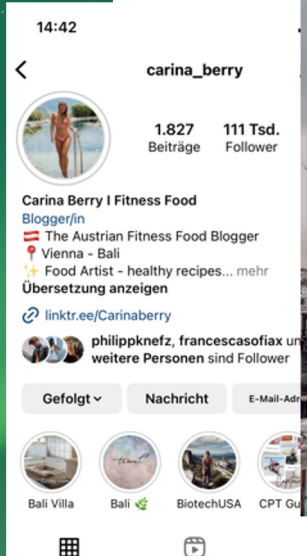 14:42
carina_berry
1.827 111 Tsd.
Beiträge Follower
Carina Berry I Fitness Food
Blogger/in
The Austrian Fitness Food Blogger
Vienna - Bali
Food Artist - healthy recipes... mehr
Übersetzung anzeigen
linktr.ee/Carinaberry
philippknefz, francescasofiax un
weitere Personen sind Follower
Gefolgt Nachricht E-Mail-Adr
Bali Villa Bali BiotechUSA CPT Gu